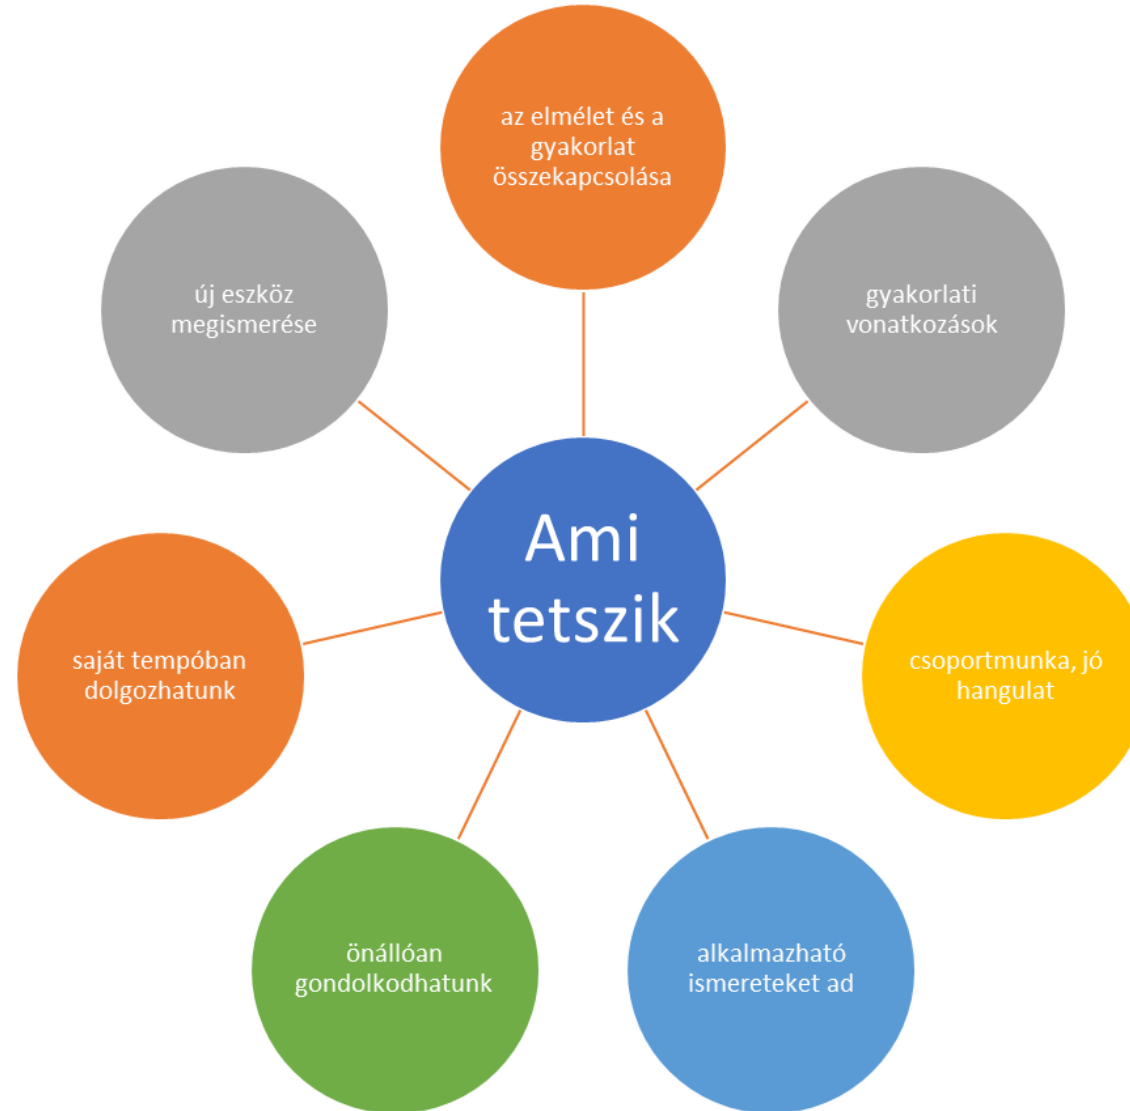 az elmélet és a
gyakorlat
összekapcsolása
új eszköz
megismerése
gyakorlati
vonatkozások
Ami
tetszik
saját tempóban
dolgozhatunk
csoportmunka, jó
hangulat
önállóan
gondolkodhatunk
alkalmazható
ismereteket ad